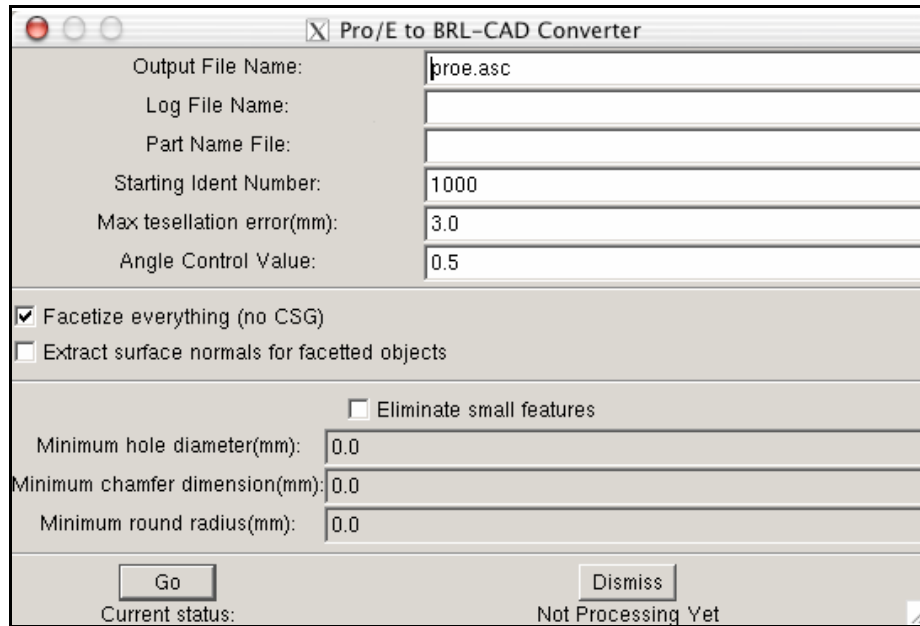 Pro/E to BRL-CAD Converter
Output File Name: proe.asc
Log File Name:
Part Name File:
Starting Ident Number: 1000
Max tesellation error(mm): 3.0
Angle Control Value: 0.5
Facetize everything (no CSG)
Extract surface normals for facetted objects
Eliminate small features
Minimum hole diameter(mm): 0.0
Minimum chamfer dimension(mm): 0.0
Minimum round radius(mm): 0.0
Go Dismiss
Current status: Not Processing Yet